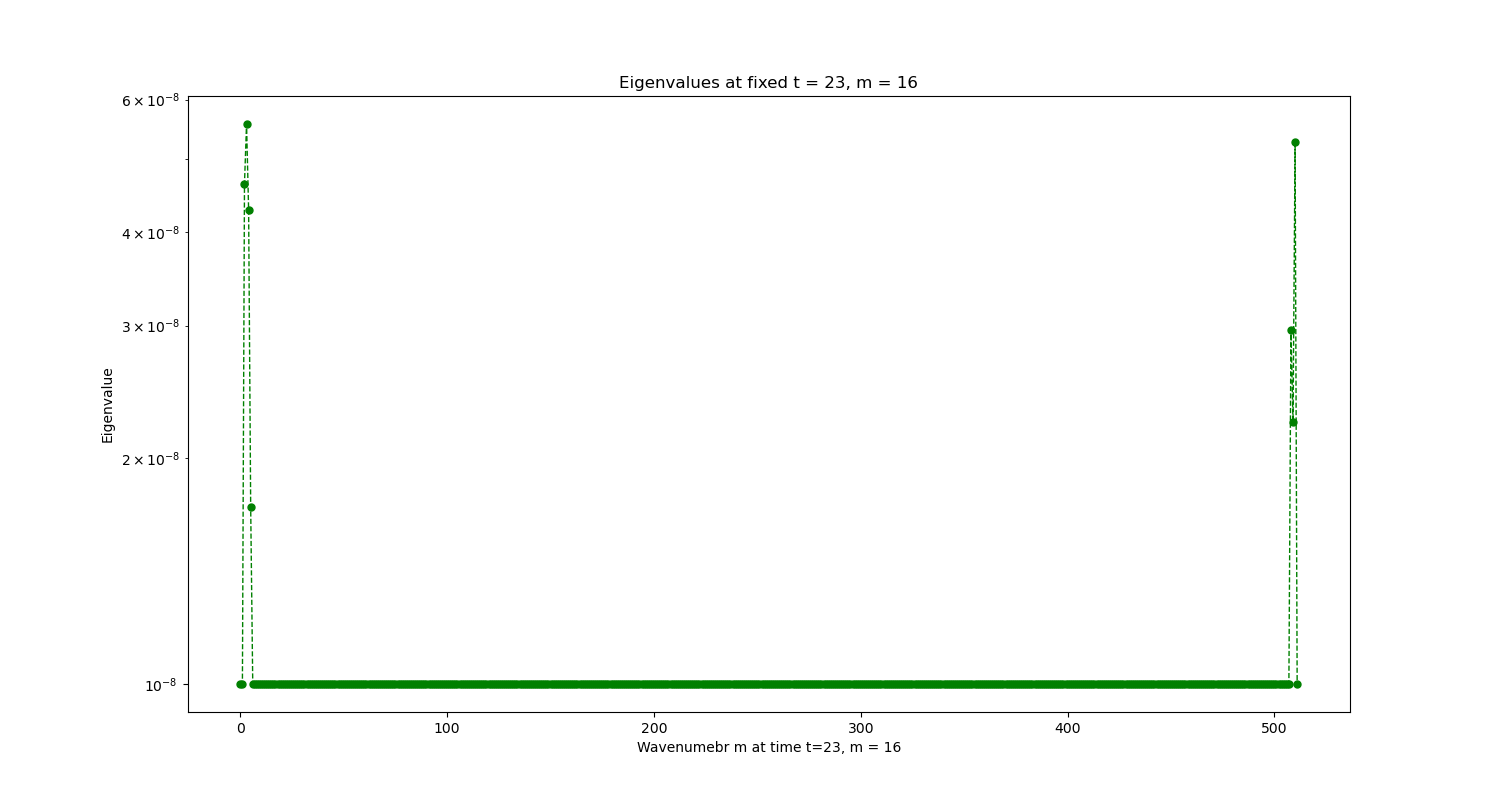 Eigenvalues at fixed t = 23, m = 16
6 × 10⁻⁸
4 × 10⁻⁸
3 × 10⁻⁸
2 × 10⁻⁸
10⁻⁸
Eigenvalue
0 100 200 300 400 500
Wavenumebr m at time t=23, m = 16